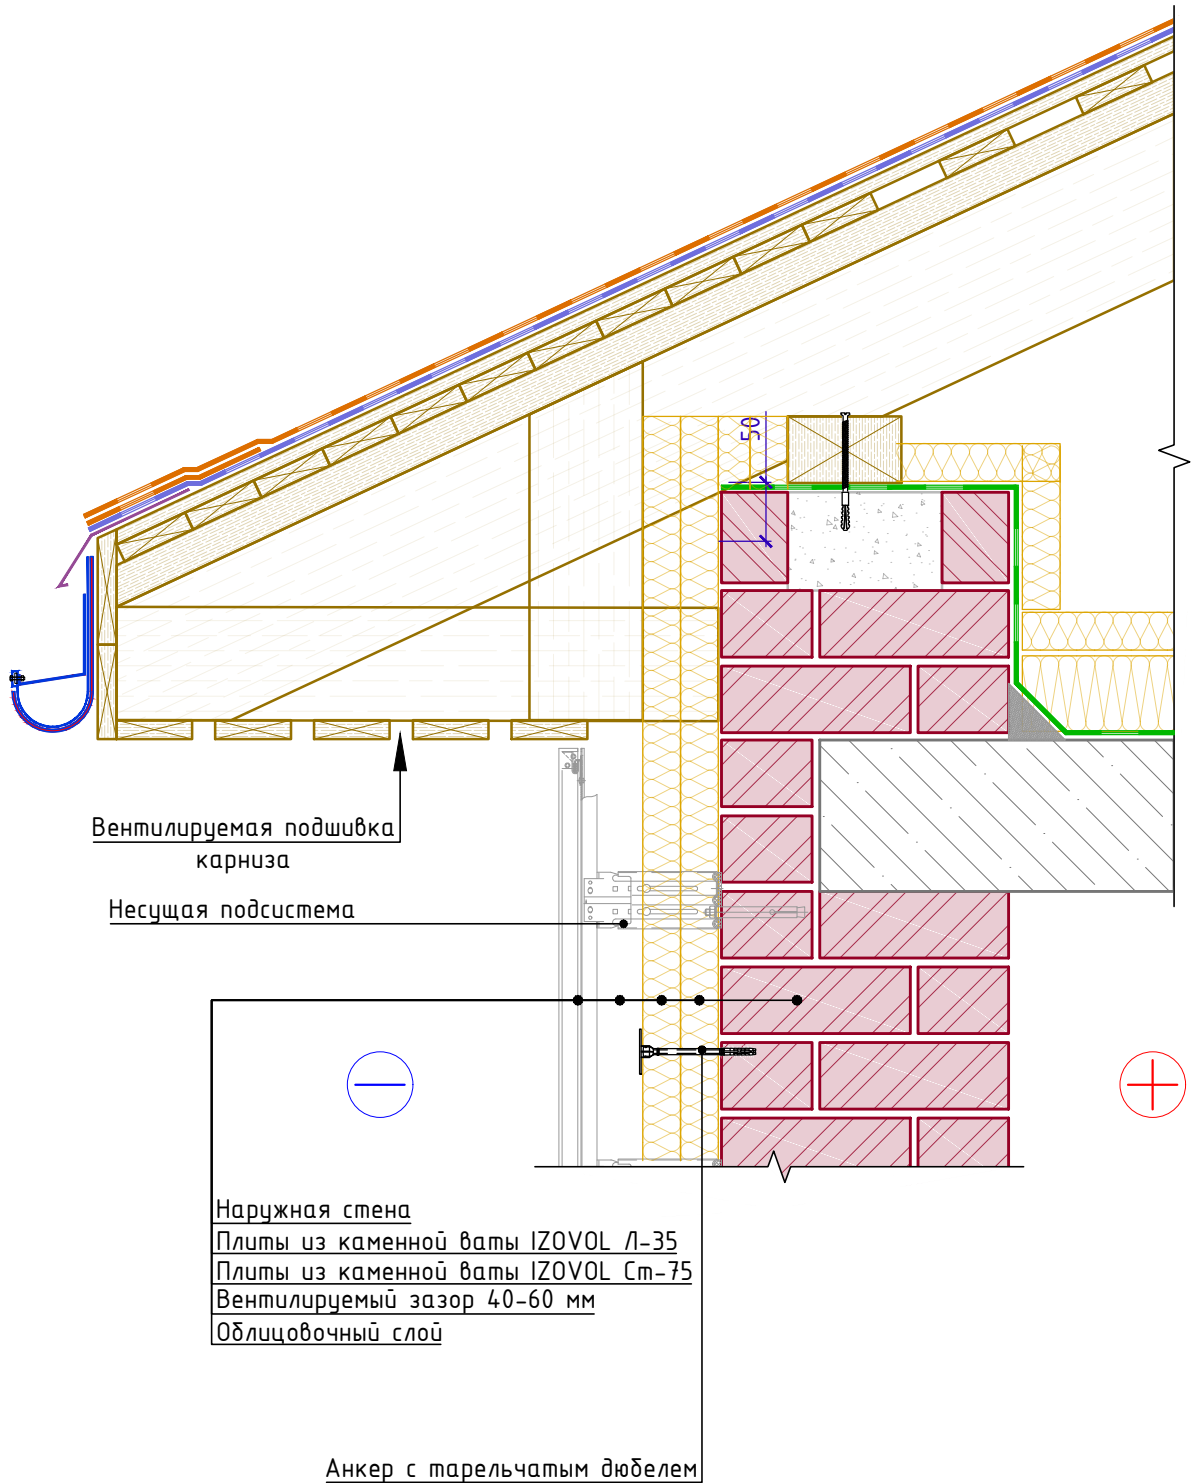 50
Вентилируемая подшивка
карниза
Несущая подсистема
Наружная стена
Плиты из каменной ваты IZOVOL Л-35
Плиты из каменной ваты IZOVOL Ст-75
Вентилируемый зазор 40-60 мм
Облицовочный слой
Анкер с тарельчатым дюбелем